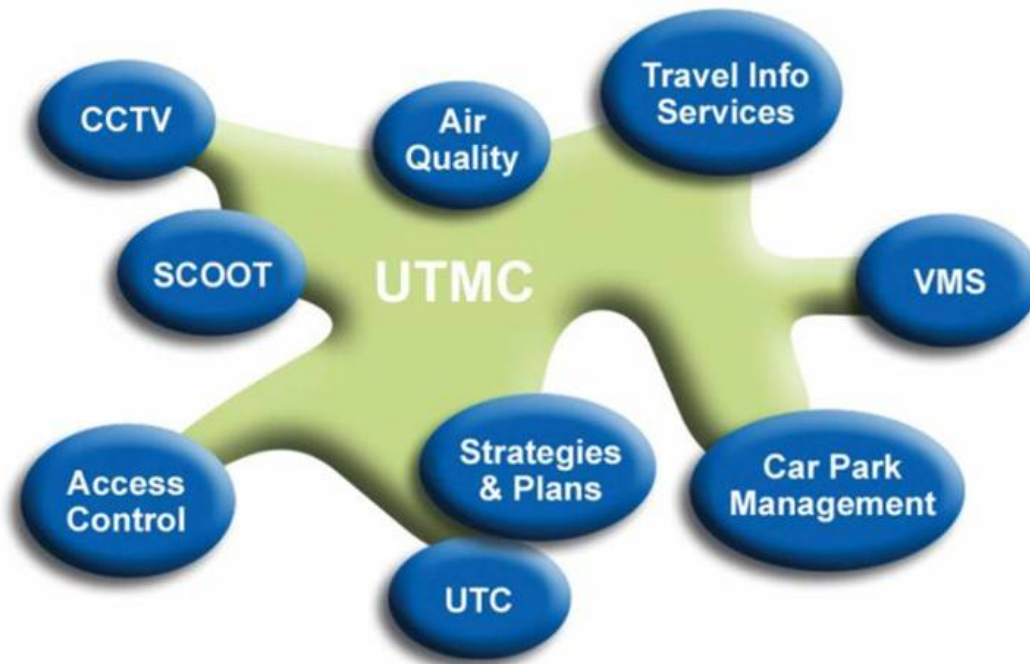 Travel Info
Services
CCTV
Air
Quality
SCOOT
UTMC
VMS
Strategies
& Plans
Car Park
Management
Access
Control
UTC